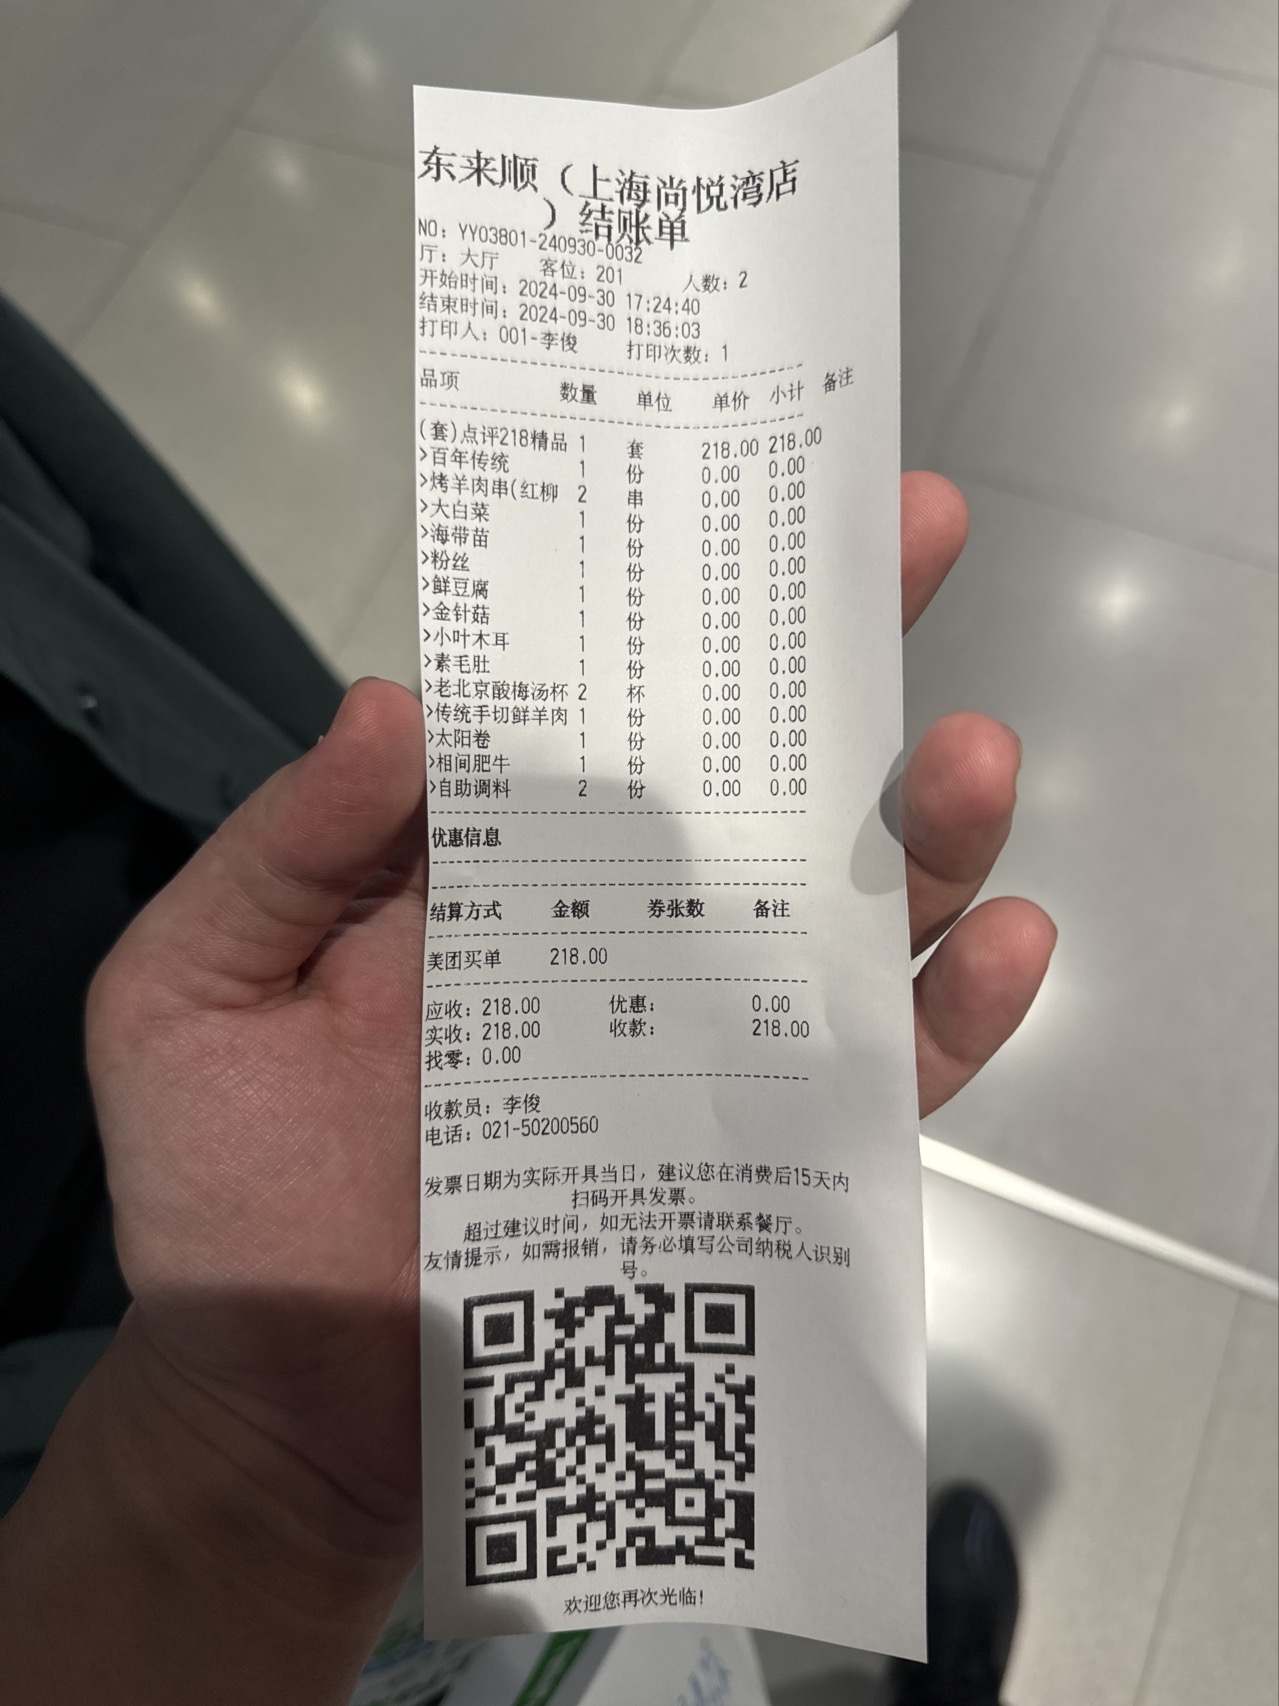 东来顺（上海尚悦湾店
）结账单
NO：YY03801-240930-0032
厅：大厅 客位：201 人数：2
开始时间：2024-09-30 17:24:40
结束时间：2024-09-30 18:36:03
打印人：001-李俊 打印次数：1
品项 数量 单位 单价 小计 备注
(套)点评218精品 1 套 218.00 218.00
>百年传统 1 份 0.00 0.00
>烤羊肉串(红柳 2 串 0.00 0.00
>大白菜 1 份 0.00 0.00
>海带苗 1 份 0.00 0.00
>粉丝 1 份 0.00 0.00
>鲜豆腐 1 份 0.00 0.00
>金针菇 1 份 0.00 0.00
>小叶木耳 1 份 0.00 0.00
>素毛肚 1 份 0.00 0.00
>老北京酸梅汤杯 2 杯 0.00 0.00
>传统手切鲜羊肉 1 份 0.00 0.00
>太阳卷 1 份 0.00 0.00
>相间肥牛 1 份 0.00 0.00
>自助调料 2 份 0.00 0.00
优惠信息
结算方式 金额 券张数 备注
美团买单 218.00
应收：218.00 优惠： 0.00
实收：218.00 收款： 218.00
找零：0.00
收款员：李俊
电话：021-50200560
发票日期为实际开具当日，建议您在消费后15天内
扫码开具发票。
超过建议时间，如无法开票请联系餐厅。
友情提示，如需报销，请务必填写公司纳税人识别
号。
欢迎您再次光临!